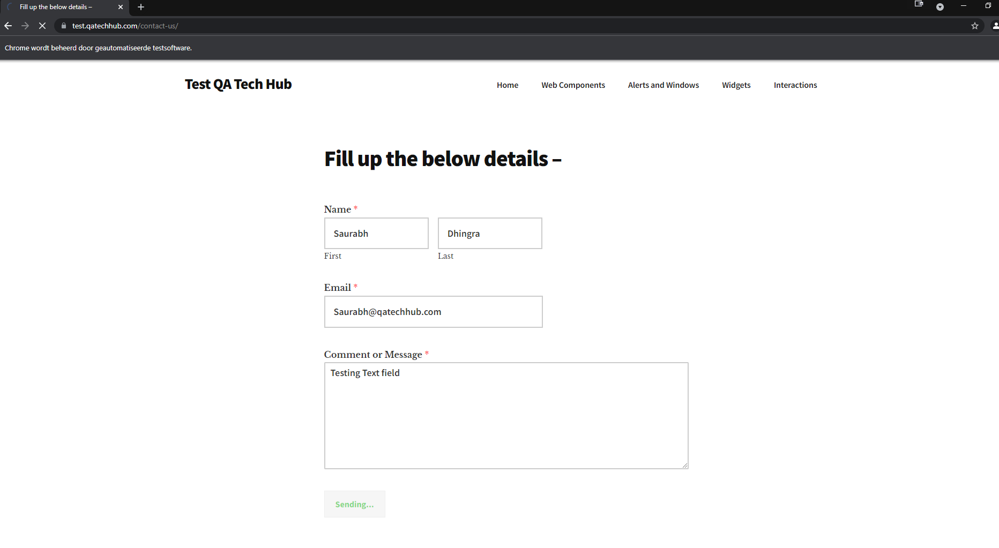 Fill up the below details –
test.qatechhub.com/contact-us/
Chrome wordt beheerd door geautomatiseerde testsoftware.
Test QA Tech Hub
Home Web Components Alerts and Windows Widgets Interactions
Fill up the below details –
Name *
Saurabh Dhingra
First Last
Email *
Saurabh@qatechhub.com
Comment or Message *
Testing Text field
Sending...